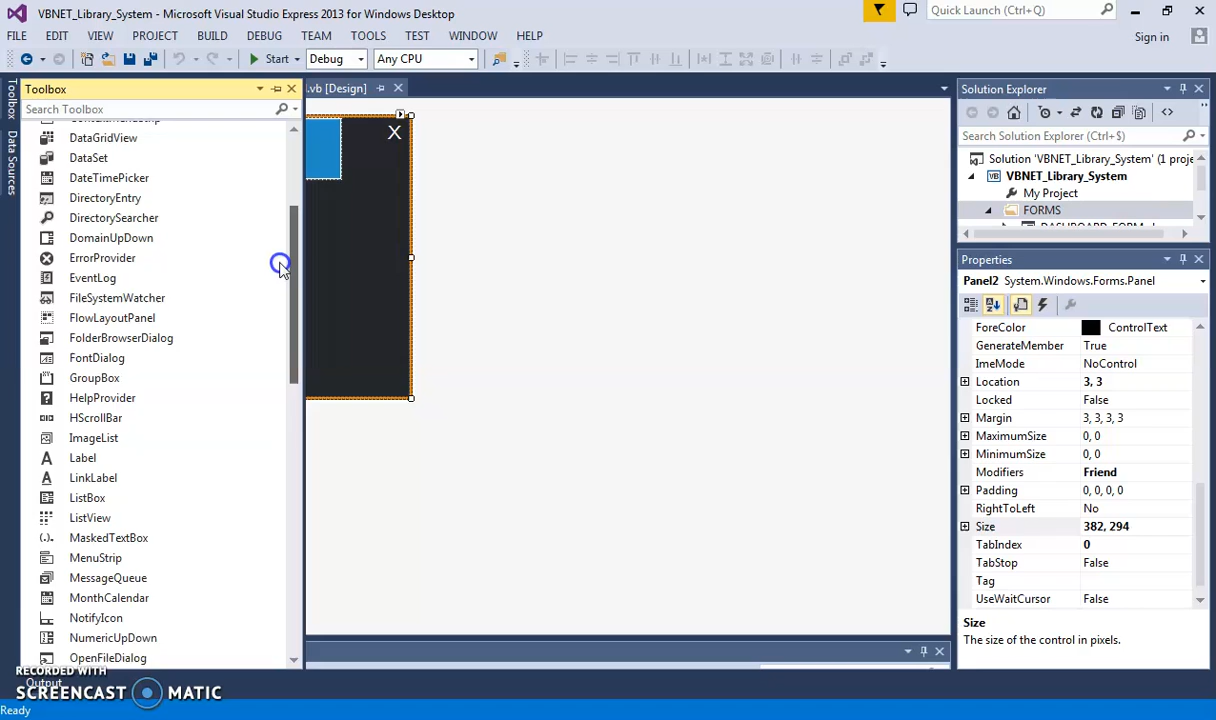 VBNET_Library_System - Microsoft Visual Studio Express 2013 for Windows Desktop
Quick Launch (Ctrl+Q)
FILE EDIT VIEW PROJECT BUILD DEBUG TEAM TOOLS TEST WINDOW HELP
Sign in
Start Debug Any CPU
Toolbox
Data Sources
Toolbox
Search Toolbox
DataGridView
DataSet
DateTimePicker
DirectoryEntry
DirectorySearcher
DomainUpDown
ErrorProvider
EventLog
FileSystemWatcher
FlowLayoutPanel
FolderBrowserDialog
FontDialog
GroupBox
HelpProvider
HScrollBar
ImageList
Label
LinkLabel
ListBox
ListView
MaskedTextBox
MenuStrip
MessageQueue
MonthCalendar
NotifyIcon
NumericUpDown
OpenFileDialog
.vb [Design]
X
Solution Explorer
Search Solution Explorer (Ctrl+$)
Solution 'VBNET_Library_System' (1 proje
VBNET_Library_System
My Project
FORMS
Properties
Panel2 System.Windows.Forms.Panel
ForeColor ControlText
GenerateMember True
ImeMode NoControl
Location 3, 3
Locked False
Margin 3, 3, 3, 3
MaximumSize 0, 0
MinimumSize 0, 0
Modifiers Friend
Padding 0, 0, 0, 0
RightToLeft No
Size 382, 294
TabIndex 0
TabStop False
Tag
UseWaitCursor False
Size
The size of the control in pixels.
Output
RECORDED WITH
SCREENCAST MATIC
Ready